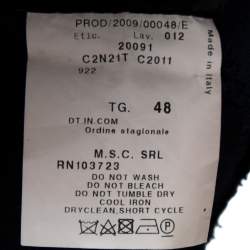 PROD/2009/00048/E
Etic. Lav. 012
20091
C2N21T C2011
922
Made in Italy
TG. 48
DT.IN.COM
Ordine stagionale
M.S.C. SRL
RN103723
DO NOT WASH
DO NOT BLEACH
DO NOT TUMBLE DRY
COOL IRON
DRYCLEAN,SHORT CYCLE